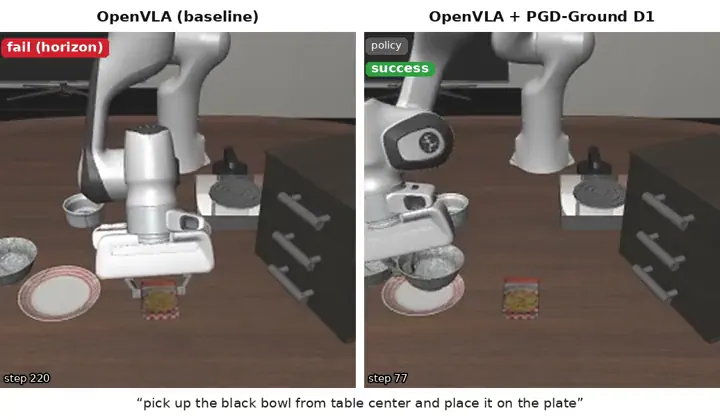 OpenVLA (baseline)
OpenVLA + PGD-Ground D1
fail (horizon)
policy
success
step 220
step 77
“pick up the black bowl from table center and place it on the plate”